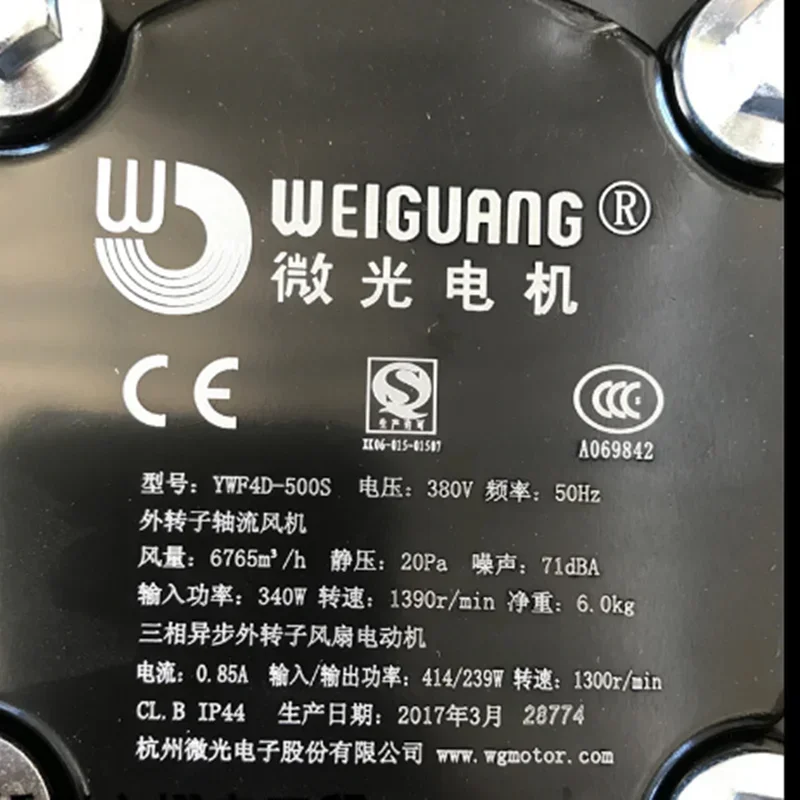 W
WEIGUANG®
微光电机
CE
S
生产许可
XK06-015-01507
CCC
A069842
型号：YWF4D-500S 电压：380V 频率：50Hz
外转子轴流风机
风量：6765m³/h 静压：20Pa 噪声：71dBA
输入功率：340W 转速：1390r/min 净重：6.0kg
三相异步外转子风扇电动机
电流：0.85A 输入/输出功率：414/239W 转速：1300r/min
CL.B IP44 生产日期：2017年3月 28774
杭州微光电子股份有限公司 www.wgmotor.com